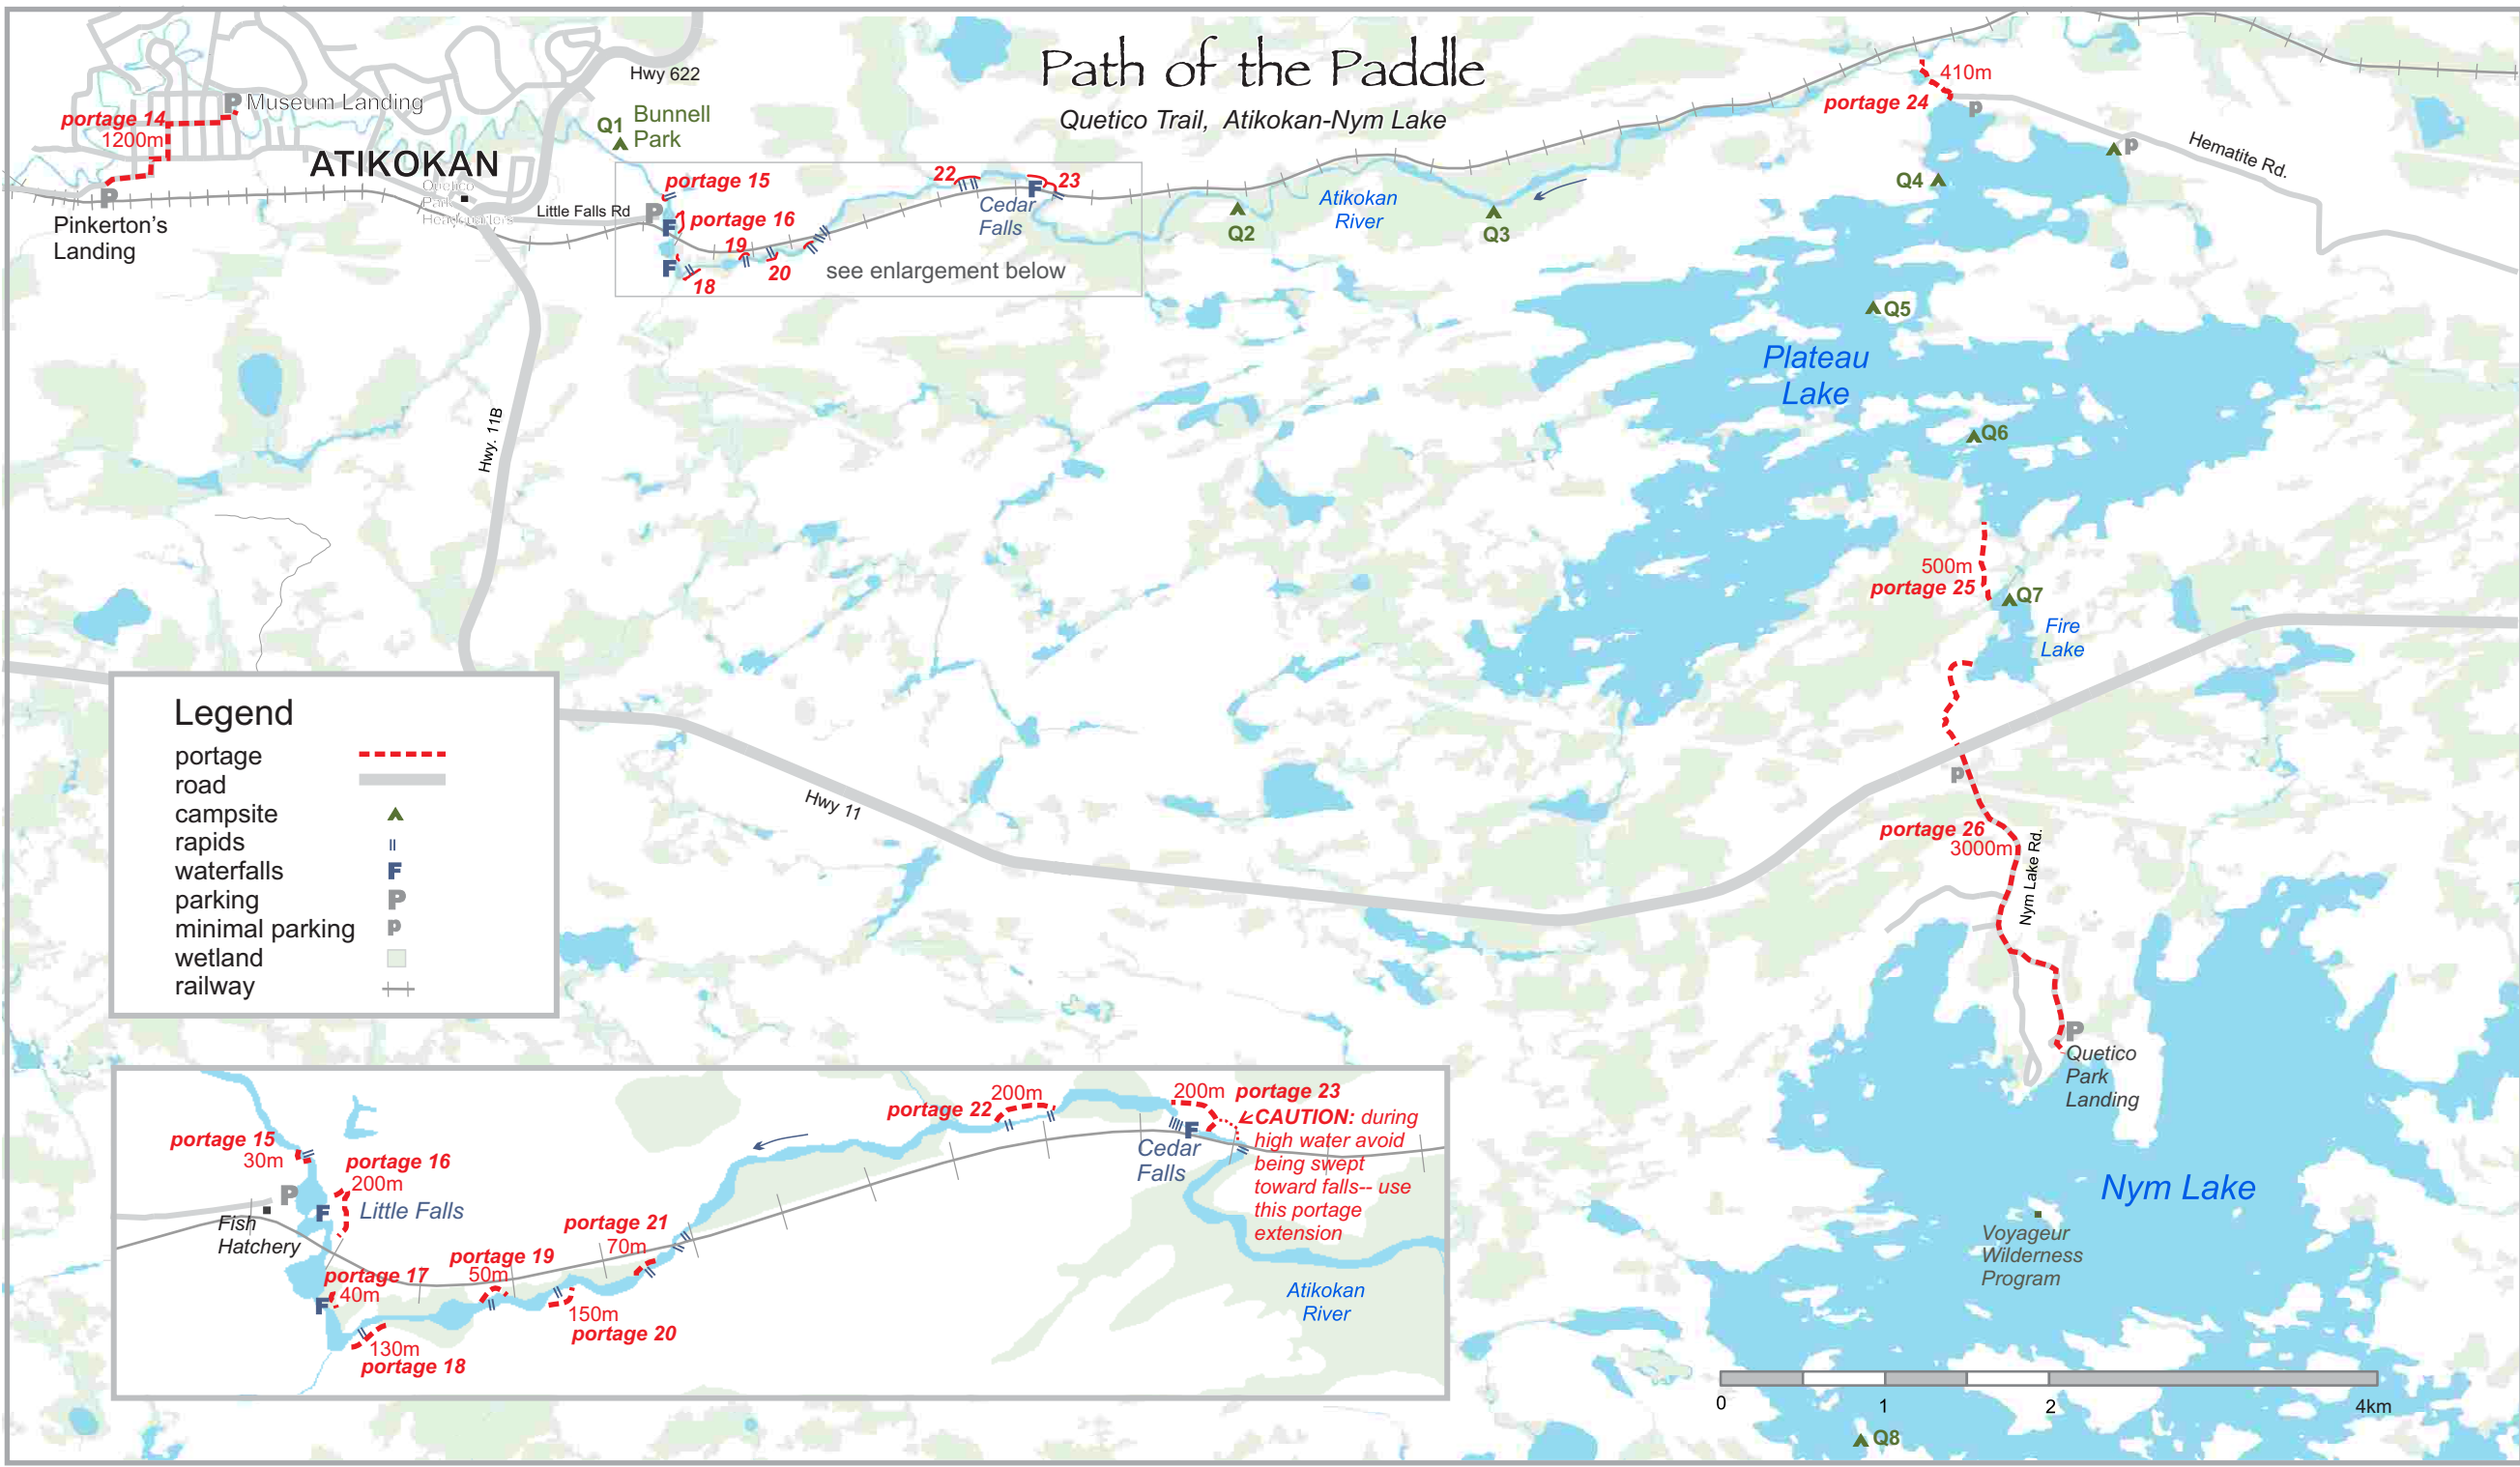 Path of the Paddle
Quetico Trail, Atikokan-Nym Lake
Hwy 622
Museum Landing
portage 14
1200m
ATIKOKAN
Quetico
Park
Headquarters
Pinkerton's
Landing
P
P
Q1
Bunnell
Park
portage 15
Little Falls Rd
P
F
portage 16
F
18
19
20
22
F
23
Cedar
Falls
see enlargement below
Q2
Atikokan
River
Q3
410m
portage 24
P
P
Hematite Rd.
Q4
Q5
Plateau
Lake
Q6
500m
portage 25
Q7
Fire
Lake
Hwy. 11B
Hwy 11
P
portage 26
3000m
Nym Lake Rd.
P
Quetico
Park
Landing
Nym Lake
Voyageur
Wilderness
Program
0
1
2
4km
Q8
Legend
portage
road
campsite
rapids
waterfalls F
parking P
minimal parking P
wetland
railway
portage 15
30m
portage 16
200m
P
F
Little Falls
Fish
Hatchery
portage 17
40m
F
130m
portage 18
portage 19
50m
150m
portage 20
portage 21
70m
portage 22
200m
200m portage 23
CAUTION: during
high water avoid
being swept
toward falls-- use
this portage
extension
F
Cedar
Falls
Atikokan
River